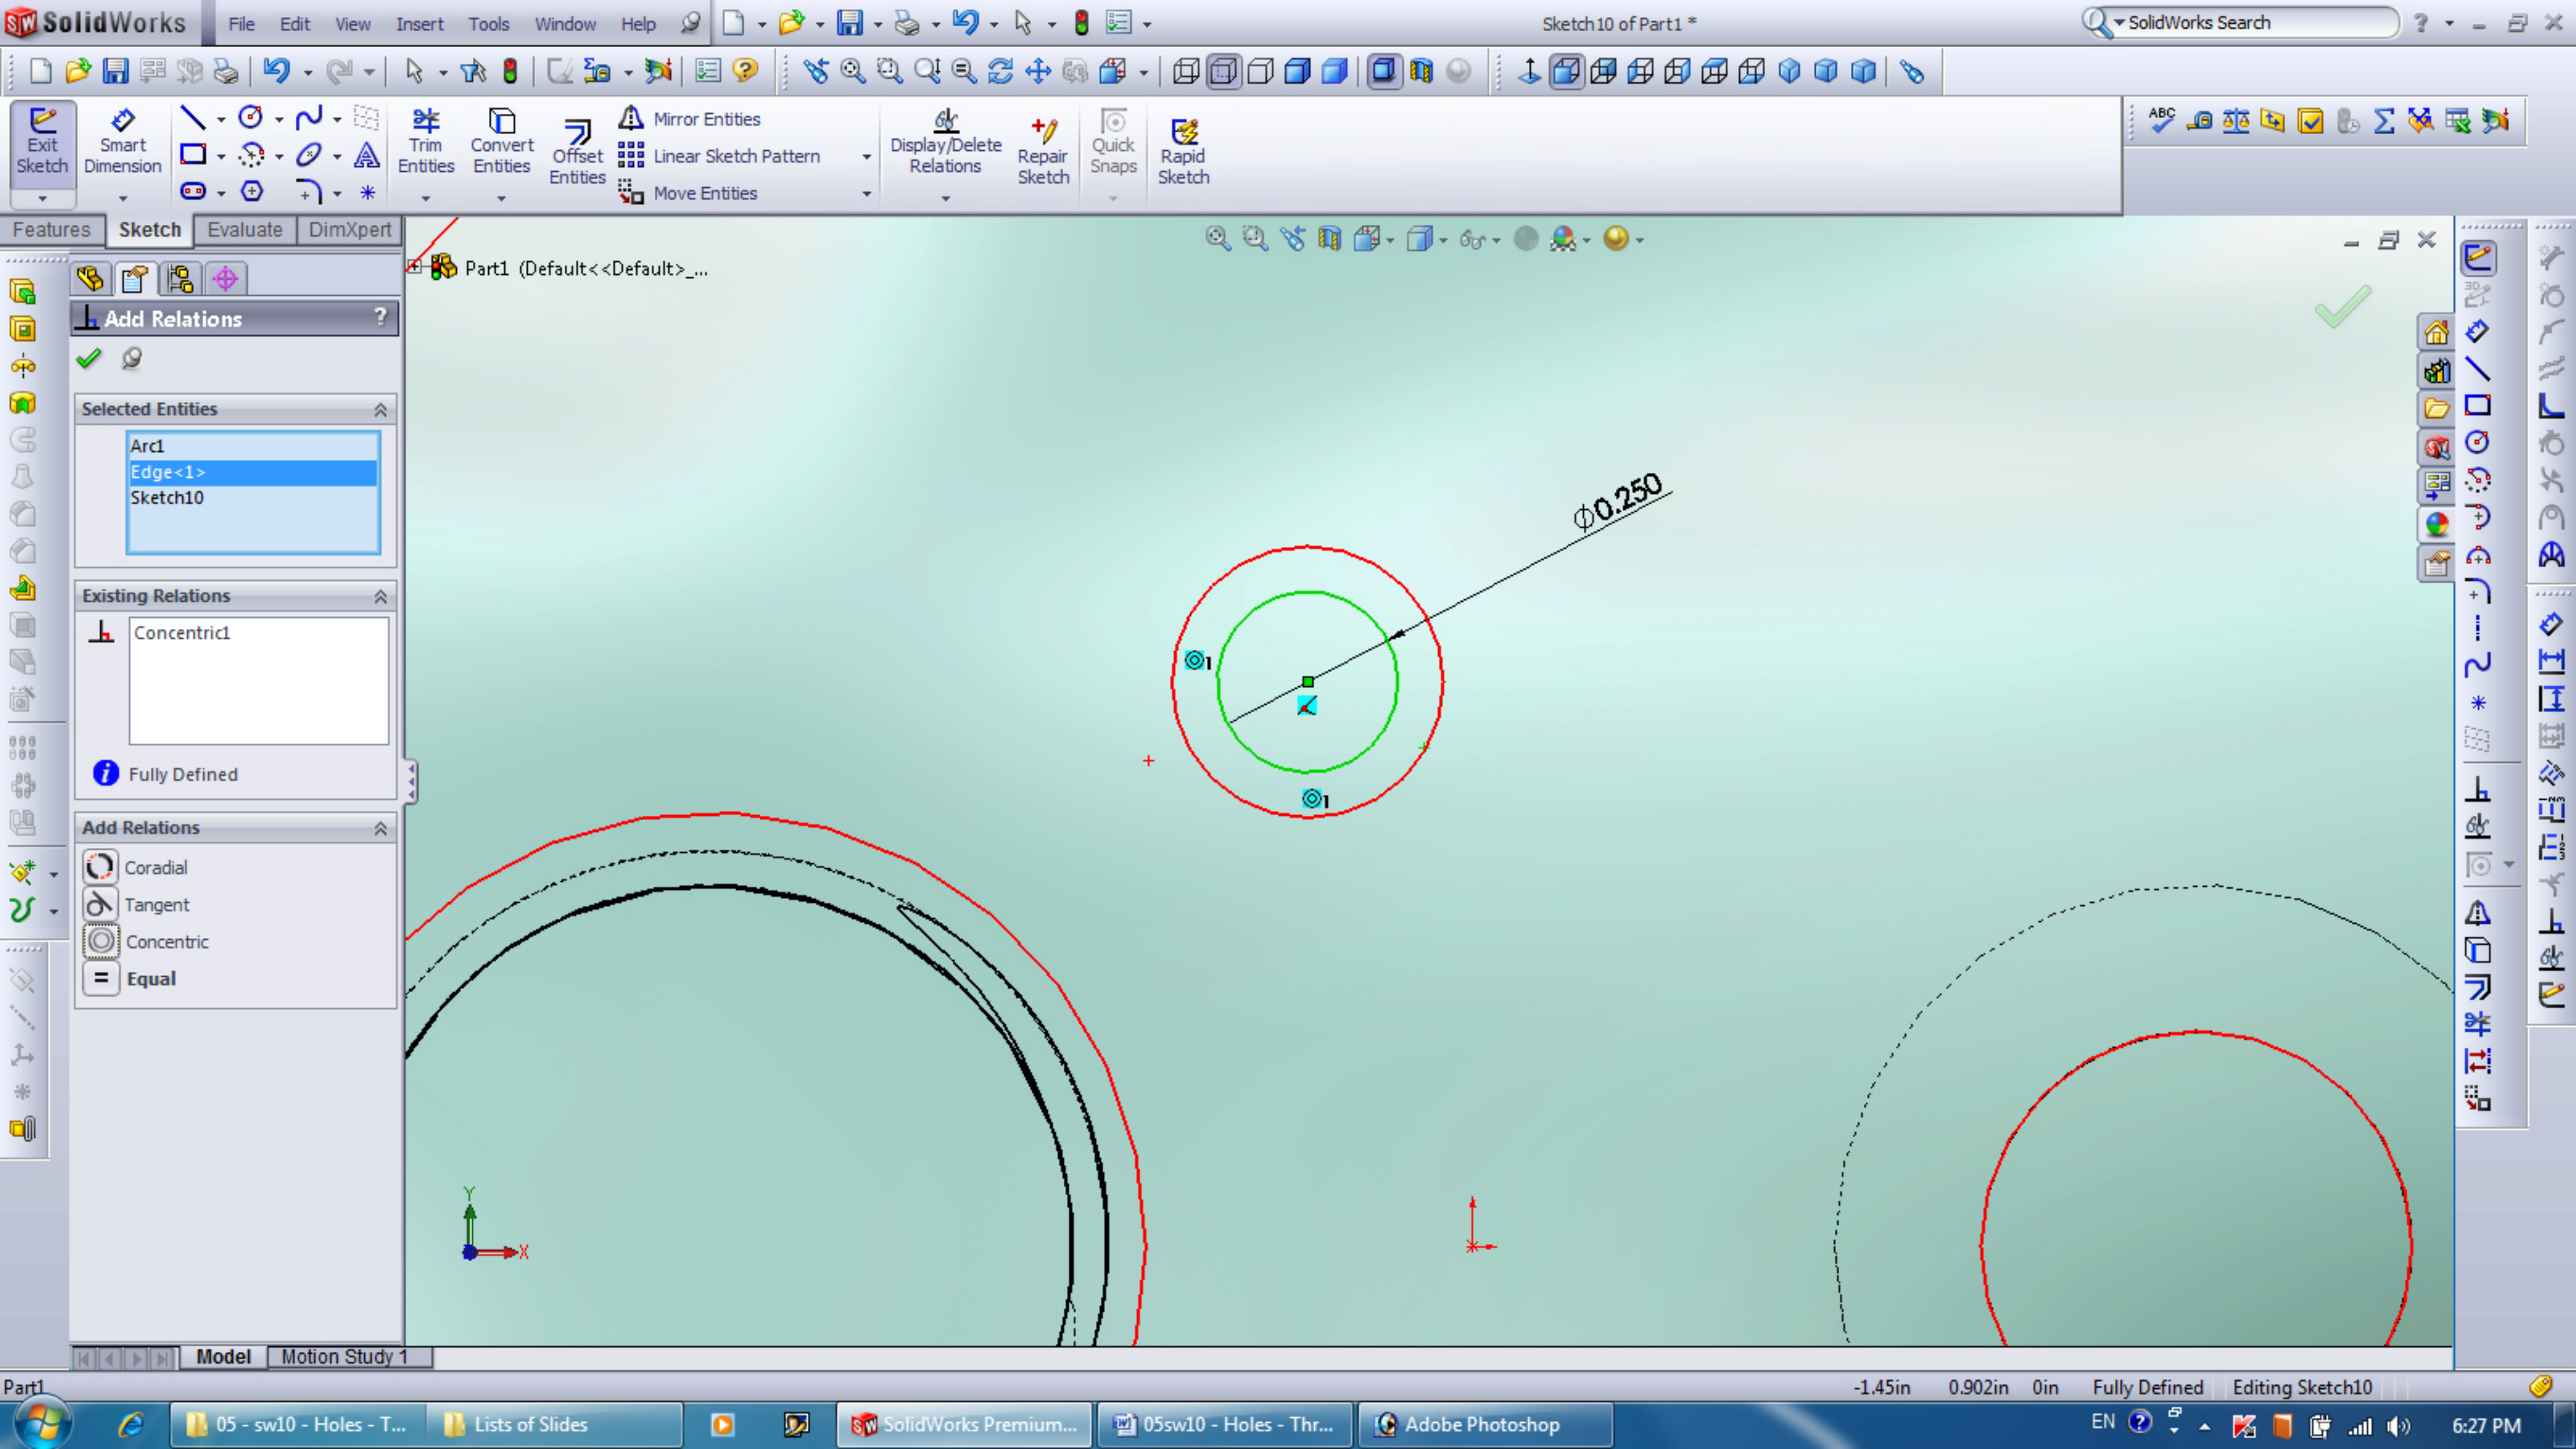 SolidWorks File Edit View Insert Tools Window Help Sketch10 of Part1 * SolidWorks Search ?
Exit Sketch
Smart Dimension
Trim Entities
Convert Entities
Offset Entities
Mirror Entities
Linear Sketch Pattern
Move Entities
Display/Delete Relations
Repair Sketch
Quick Snaps
Rapid Sketch
ABC
Features Sketch Evaluate DimXpert
Part1 (Default<<Default>_...
Add Relations ?
Selected Entities
Arc1
Edge<1>
Sketch10
Existing Relations
Concentric1
Fully Defined
Add Relations
Coradial
Tangent
Concentric
= Equal
Φ0.250
1
1
Y
X
3D
Model Motion Study 1
Part1 -1.45in 0.902in 0in Fully Defined Editing Sketch10
05 - sw10 - Holes - T... Lists of Slides SolidWorks Premium... 05sw10 - Holes - Thr... Adobe Photoshop EN 6:27 PM